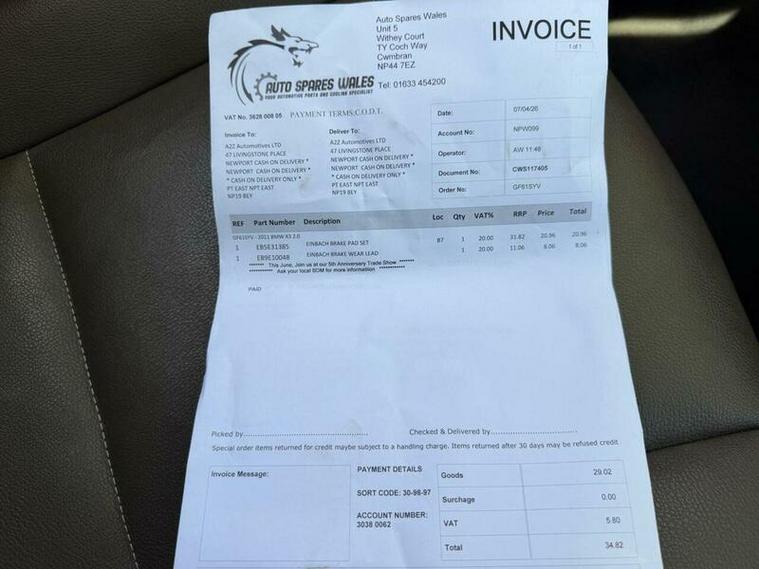 Auto Spares Wales
Unit 5
Withey Court
TY Coch Way
Cwmbran
NP44 7EZ
Tel: 01633 454200
INVOICE
1 of 1
AUTO SPARES WALES
YOUR AUTOMOTIVE PARTS AND COOLING SPECIALIST
VAT No. 3628 008 05 PAYMENT TERMS:C.O.D.T.
Invoice To:
A2Z Automotives LTD
47 LIVINGSTONE PLACE
NEWPORT CASH ON DELIVERY *
NEWPORT CASH ON DELIVERY *
* CASH ON DELIVERY ONLY *
PT EAST NPT EAST
NP19 8EY
Deliver To:
A2Z Automotives LTD
47 LIVINGSTONE PLACE
NEWPORT CASH ON DELIVERY *
NEWPORT CASH ON DELIVERY *
* CASH ON DELIVERY ONLY *
PT EAST NPT EAST
NP19 8EY
Date: 07/04/26
Account No: NPW099
Operator: AW 11:48
Document No: CWS117405
Order No: GF61SYV
REF Part Number Description Loc Qty VAT% RRP Price Total
GF61SYV - 2011 BMW X3 2.0
1 EBSE31385 EINBACH BRAKE PAD SET 87 1 20.00 31.82 20.96 20.96
1 EB9E10048 EINBACH BRAKE WEAR LEAD 1 20.00 11.06 8.06 8.06
******* This June, Join us at our 5th Anniversary Trade Show *******
*********** Ask your local BDM for more information ************
PAID
Picked by
Checked & Delivered by
Special order items returned for credit maybe subject to a handling charge. Items returned after 30 days may be refused credit
Invoice Message:
PAYMENT DETAILS
SORT CODE: 30-98-97
ACCOUNT NUMBER:
3038 0062
Goods 29.02
Surchage 0.00
VAT 5.80
Total 34.82